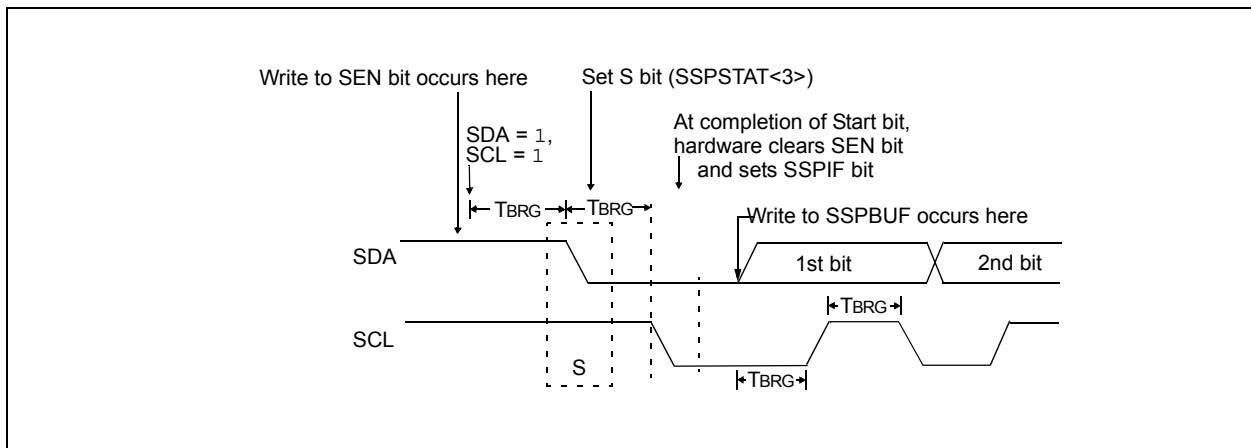 Write to SEN bit occurs here
Set S bit (SSPSTAT<3>)
SDA = 1,
SCL = 1
At completion of Start bit,
hardware clears SEN bit
and sets SSPIF bit
TBRG
TBRG
Write to SSPBUF occurs here
SDA
1st bit
2nd bit
TBRG
SCL
S
TBRG